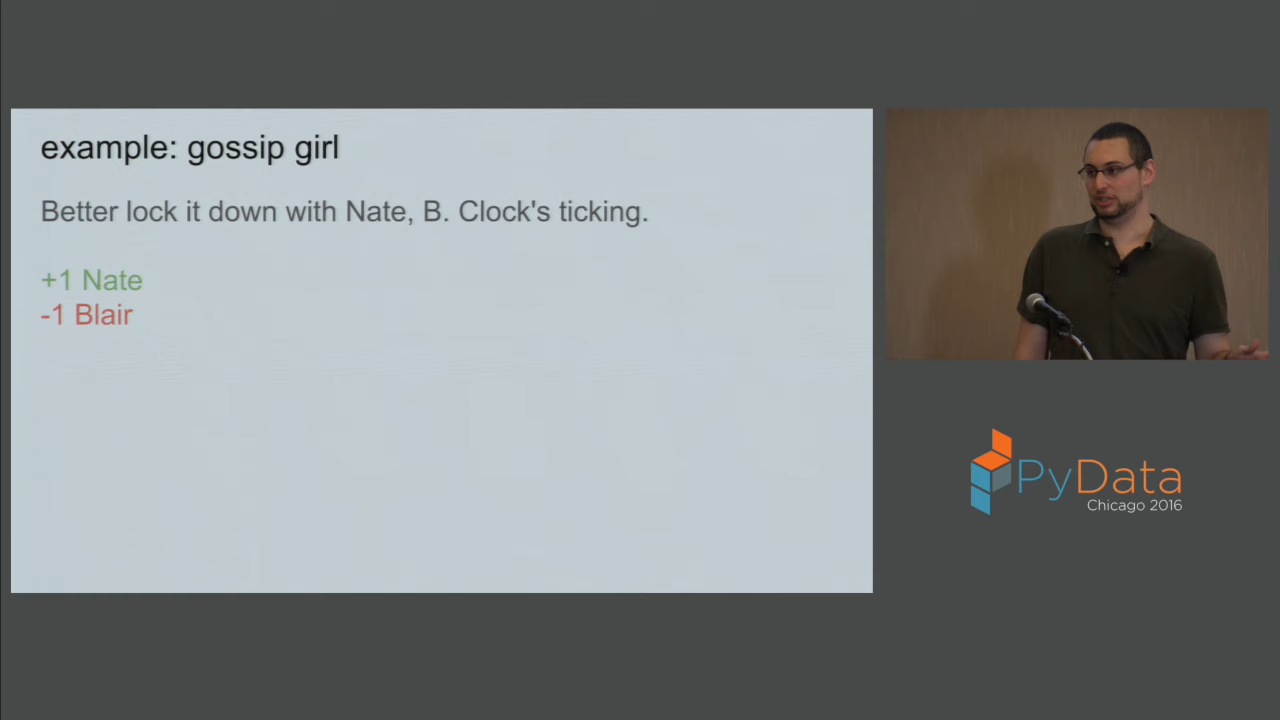 example: gossip girl
Better lock it down with Nate, B. Clock's ticking.
+1 Nate
-1 Blair
PyData
Chicago 2016